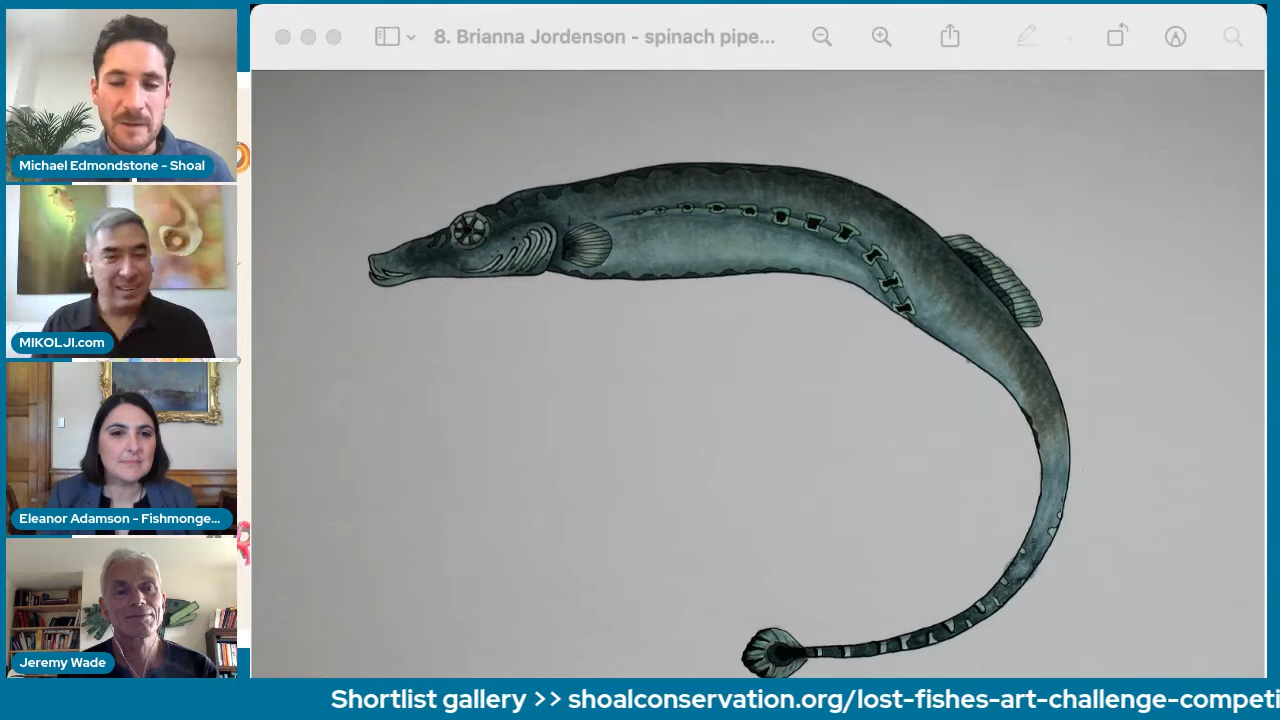 8. Brianna Jordenson - spinach pipe...
Michael Edmondstone - Shoal
MIKOLJI.com
Eleanor Adamson - Fishmonge...
Jeremy Wade
Shortlist gallery >> shoalconservation.org/lost-fishes-art-challenge-competi